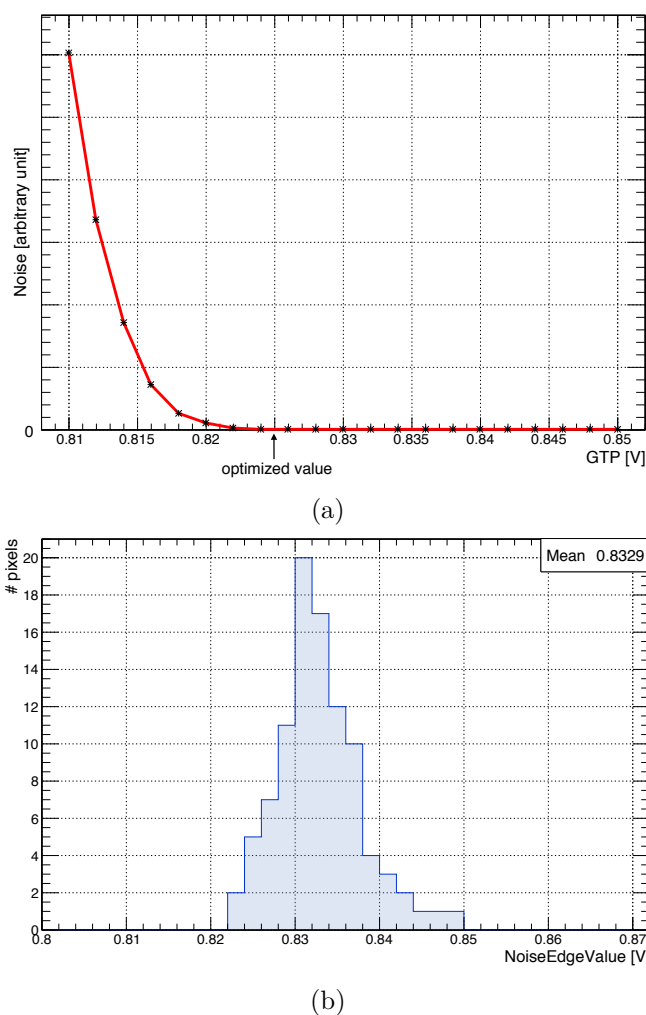 Noise [arbitrary unit]
0
0.81 0.815 0.82 0.83 0.835 0.84 0.845 0.85
GTP [V]
optimized value
(a)
# pixels
20
18
16
14
12
10
8
6
4
2
0
Mean 0.8329
0.8 0.81 0.82 0.83 0.84 0.85 0.86 0.87
NoiseEdgeValue [V
(b)